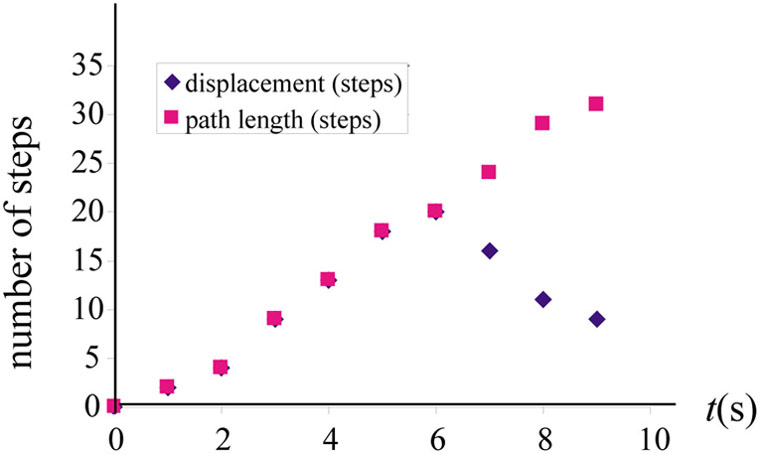 number of steps
35
30
25
20
15
10
5
0
displacement (steps)
path length (steps)
0 2 4 6 8 10
t(s)